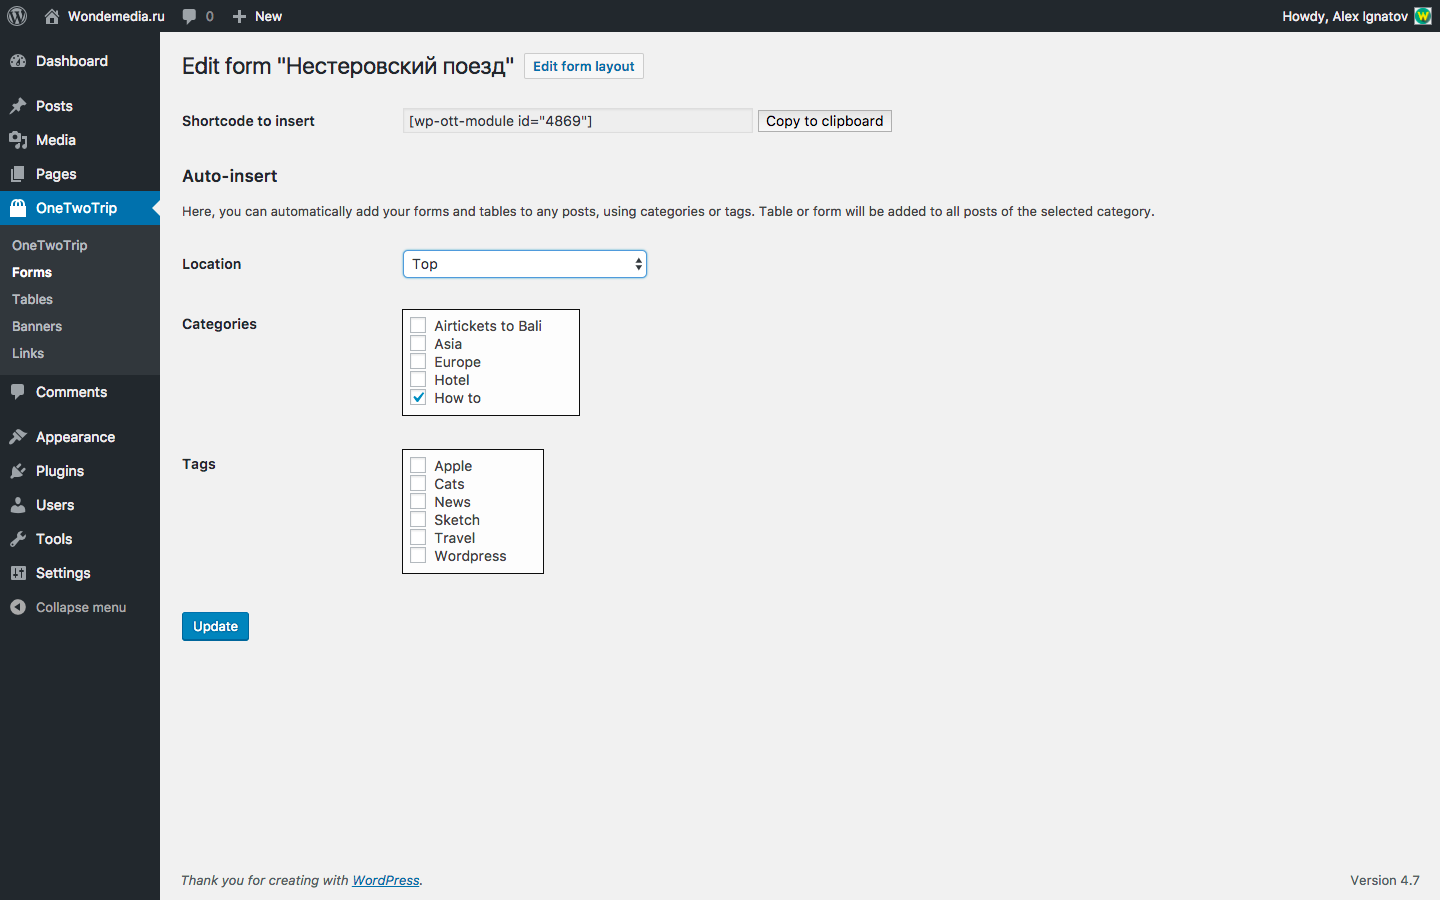 Wondemedia.ru 0 New Howdy, Alex Ignatov
Dashboard
Posts
Media
Pages
OneTwoTrip
OneTwoTrip
Forms
Tables
Banners
Links
Comments
Appearance
Plugins
Users
Tools
Settings
Collapse menu
Edit form "Нестеровский поезд" Edit form layout
Shortcode to insert [wp-ott-module id="4869"] Copy to clipboard
Auto-insert
Here, you can automatically add your forms and tables to any posts, using categories or tags. Table or form will be added to all posts of the selected category.
Location Top
Categories
Airtickets to Bali
Asia
Europe
Hotel
How to
Tags
Apple
Cats
News
Sketch
Travel
Wordpress
Update
Thank you for creating with WordPress. Version 4.7